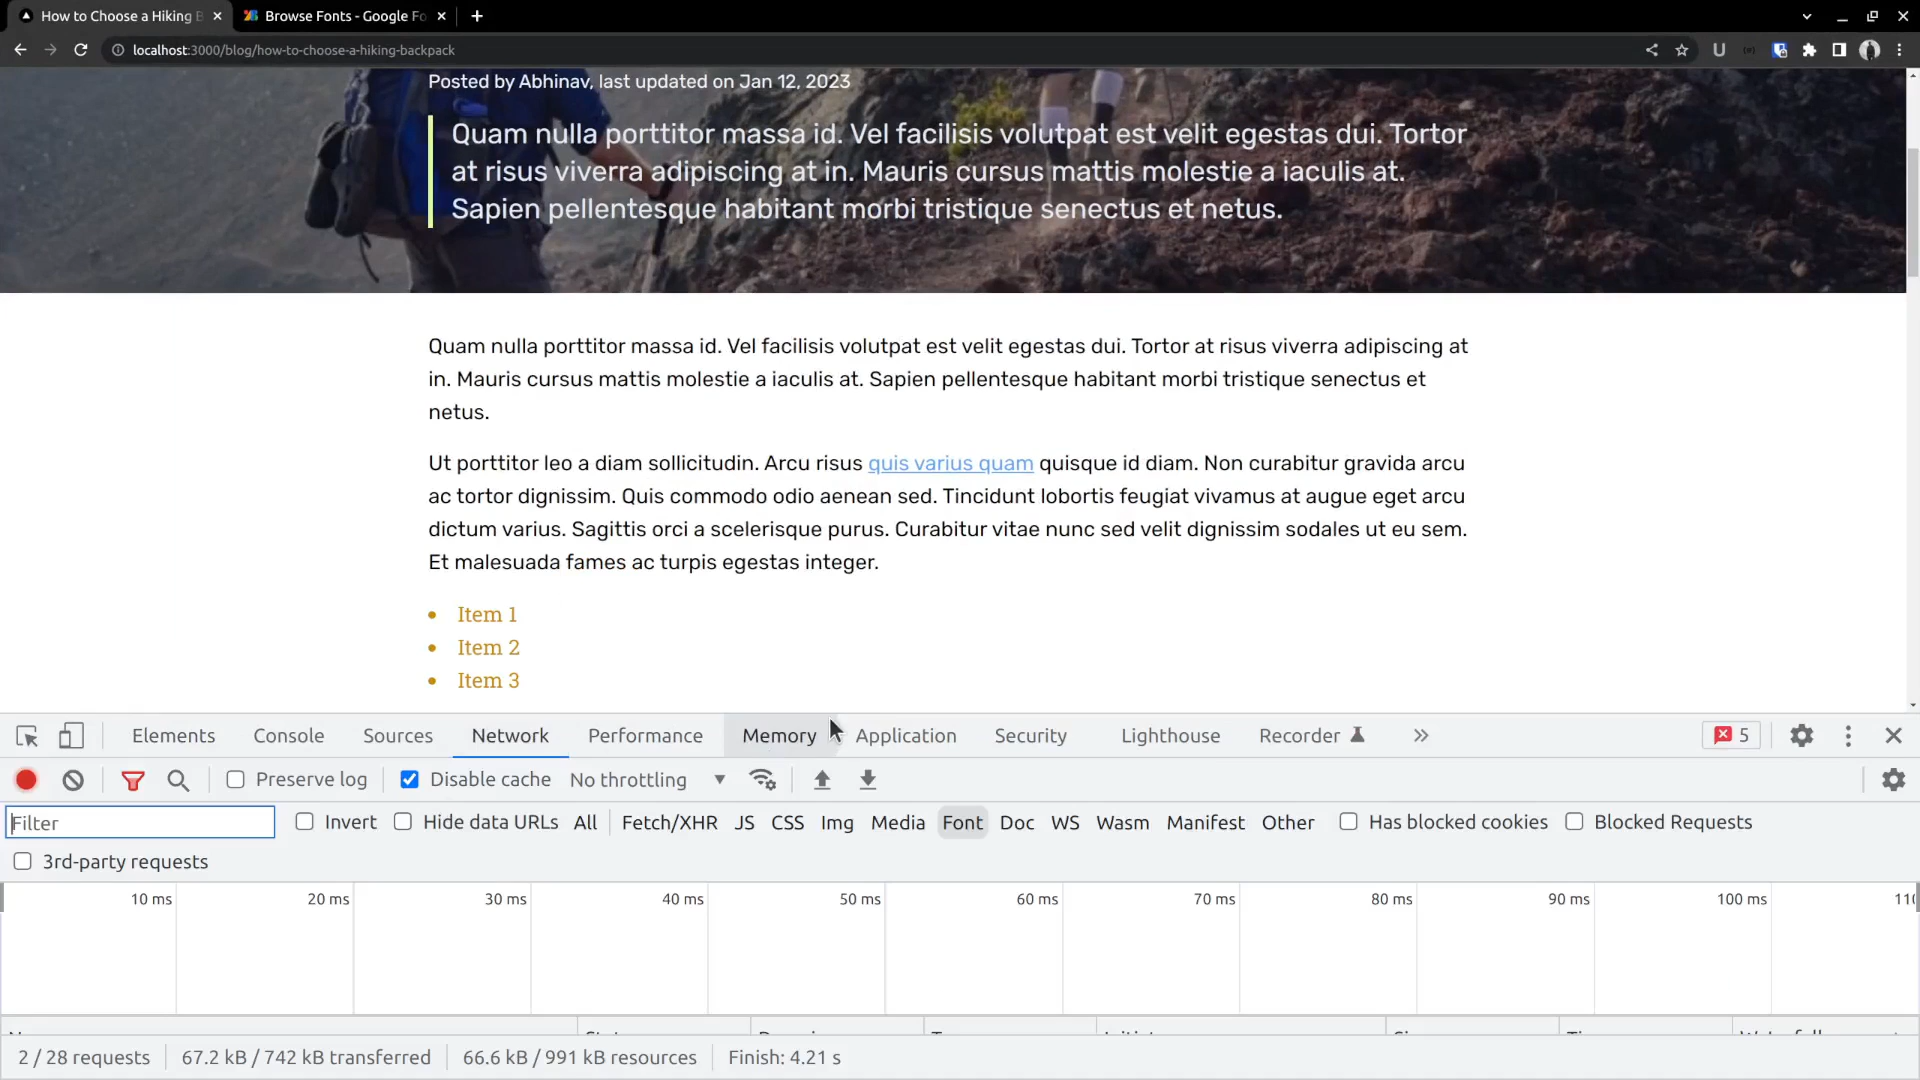 How to Choose a Hiking B
Browse Fonts - Google Fo
localhost:3000/blog/how-to-choose-a-hiking-backpack
Posted by Abhinav, last updated on Jan 12, 2023
Quam nulla porttitor massa id. Vel facilisis volutpat est velit egestas dui. Tortor
at risus viverra adipiscing at in. Mauris cursus mattis molestie a iaculis at.
Sapien pellentesque habitant morbi tristique senectus et netus.
Quam nulla porttitor massa id. Vel facilisis volutpat est velit egestas dui. Tortor at risus viverra adipiscing at
in. Mauris cursus mattis molestie a iaculis at. Sapien pellentesque habitant morbi tristique senectus et
netus.
Ut porttitor leo a diam sollicitudin. Arcu risus quis varius quam quisque id diam. Non curabitur gravida arcu
ac tortor dignissim. Quis commodo odio aenean sed. Tincidunt lobortis feugiat vivamus at augue eget arcu
dictum varius. Sagittis orci a scelerisque purus. Curabitur vitae nunc sed velit dignissim sodales ut eu sem.
Et malesuada fames ac turpis egestas integer.
• Item 1
• Item 2
• Item 3
Elements Console Sources Network Performance Memory Application Security Lighthouse Recorder 5
Preserve log Disable cache No throttling
Filter Invert Hide data URLs All Fetch/XHR JS CSS Img Media Font Doc WS Wasm Manifest Other Has blocked cookies Blocked Requests
3rd-party requests
10 ms 20 ms 30 ms 40 ms 50 ms 60 ms 70 ms 80 ms 90 ms 100 ms
2 / 28 requests 67.2 kB / 742 kB transferred 66.6 kB / 991 kB resources Finish: 4.21 s